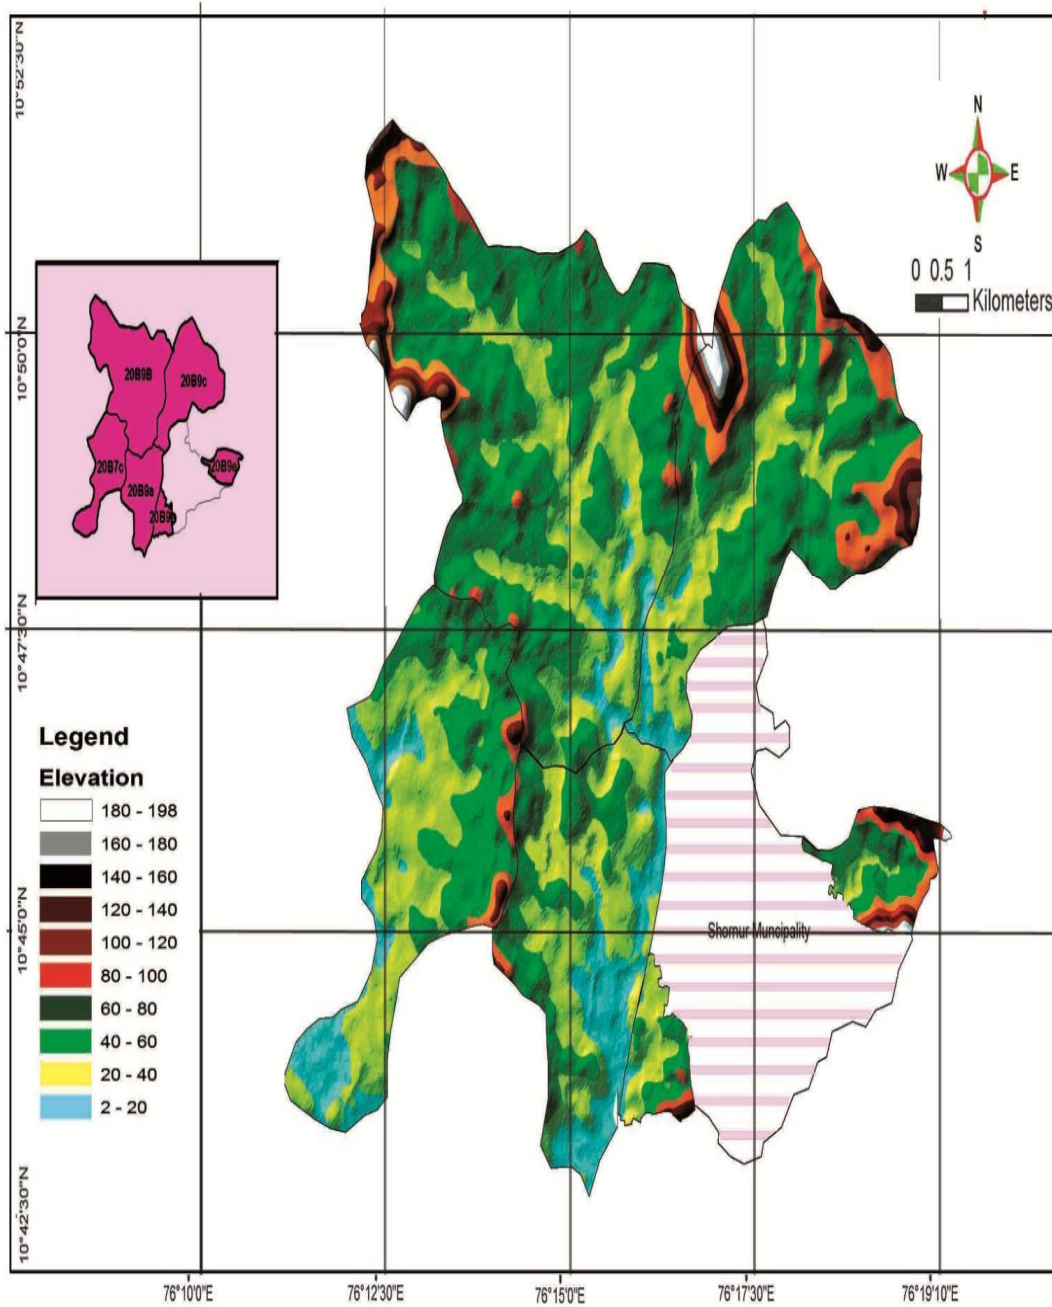 10°52'30"N
N
W E
S
0 0.5 1
Kilometers
10°50'0"N
20B9B
20B9c
20B7c
20B9a
20B9e
10°47'30"N
Legend
Elevation
180 - 198
160 - 180
140 - 160
120 - 140
100 - 120
80 - 100
60 - 80
40 - 60
20 - 40
2 - 20
Shornur Muncipality
10°45'0"N
10°42'30"N
76°10'0"E 76°12'30"E 76°15'0"E 76°17'30"E 76°19'10"E